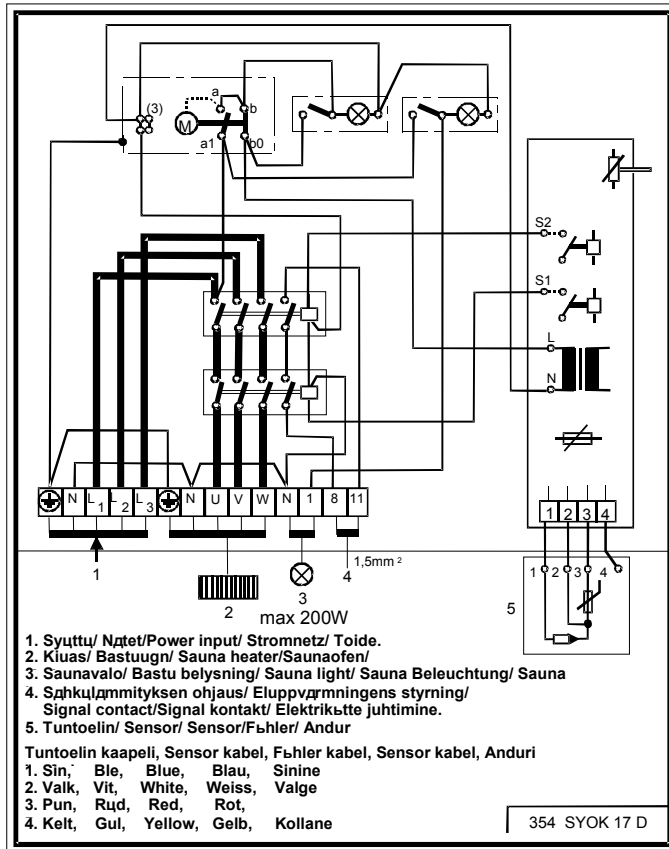 (3)
a
b
M
a1
b0
S2
S1
L
N
N L1 L2 L3 N U V W N 1 8 11
1 2 3 4
1 2 3 4
1,5mm ²
1
2
3
4
5
max 200W
1. Syцttц/ Nдtet/Power input/ Stromnetz/ Toide.
2. Kiuas/ Bastuugn/ Sauna heater/Saunaofen/
3. Saunavalo/ Bastu belysning/ Sauna light/ Sauna Beleuchtung/ Sauna
4. Sдhkцlдmmityksen ohjaus/ Eluppvдrmningens styrning/
Signal contact/Signal kontakt/ Elektrikьtte juhtimine.
5. Tuntoelin/ Sensor/ Sensor/Fьhler/ Andur
Tuntoelin kaapeli, Sensor kabel, Fьhler kabel, Sensor kabel, Anduri
1. Sin, Ble, Blue, Blau, Sinine
2. Valk, Vit, White, Weiss, Valge
3. Pun, Rцd, Red, Rot,
4. Kelt, Gul, Yellow, Gelb, Kollane
354 SYOK 17 D